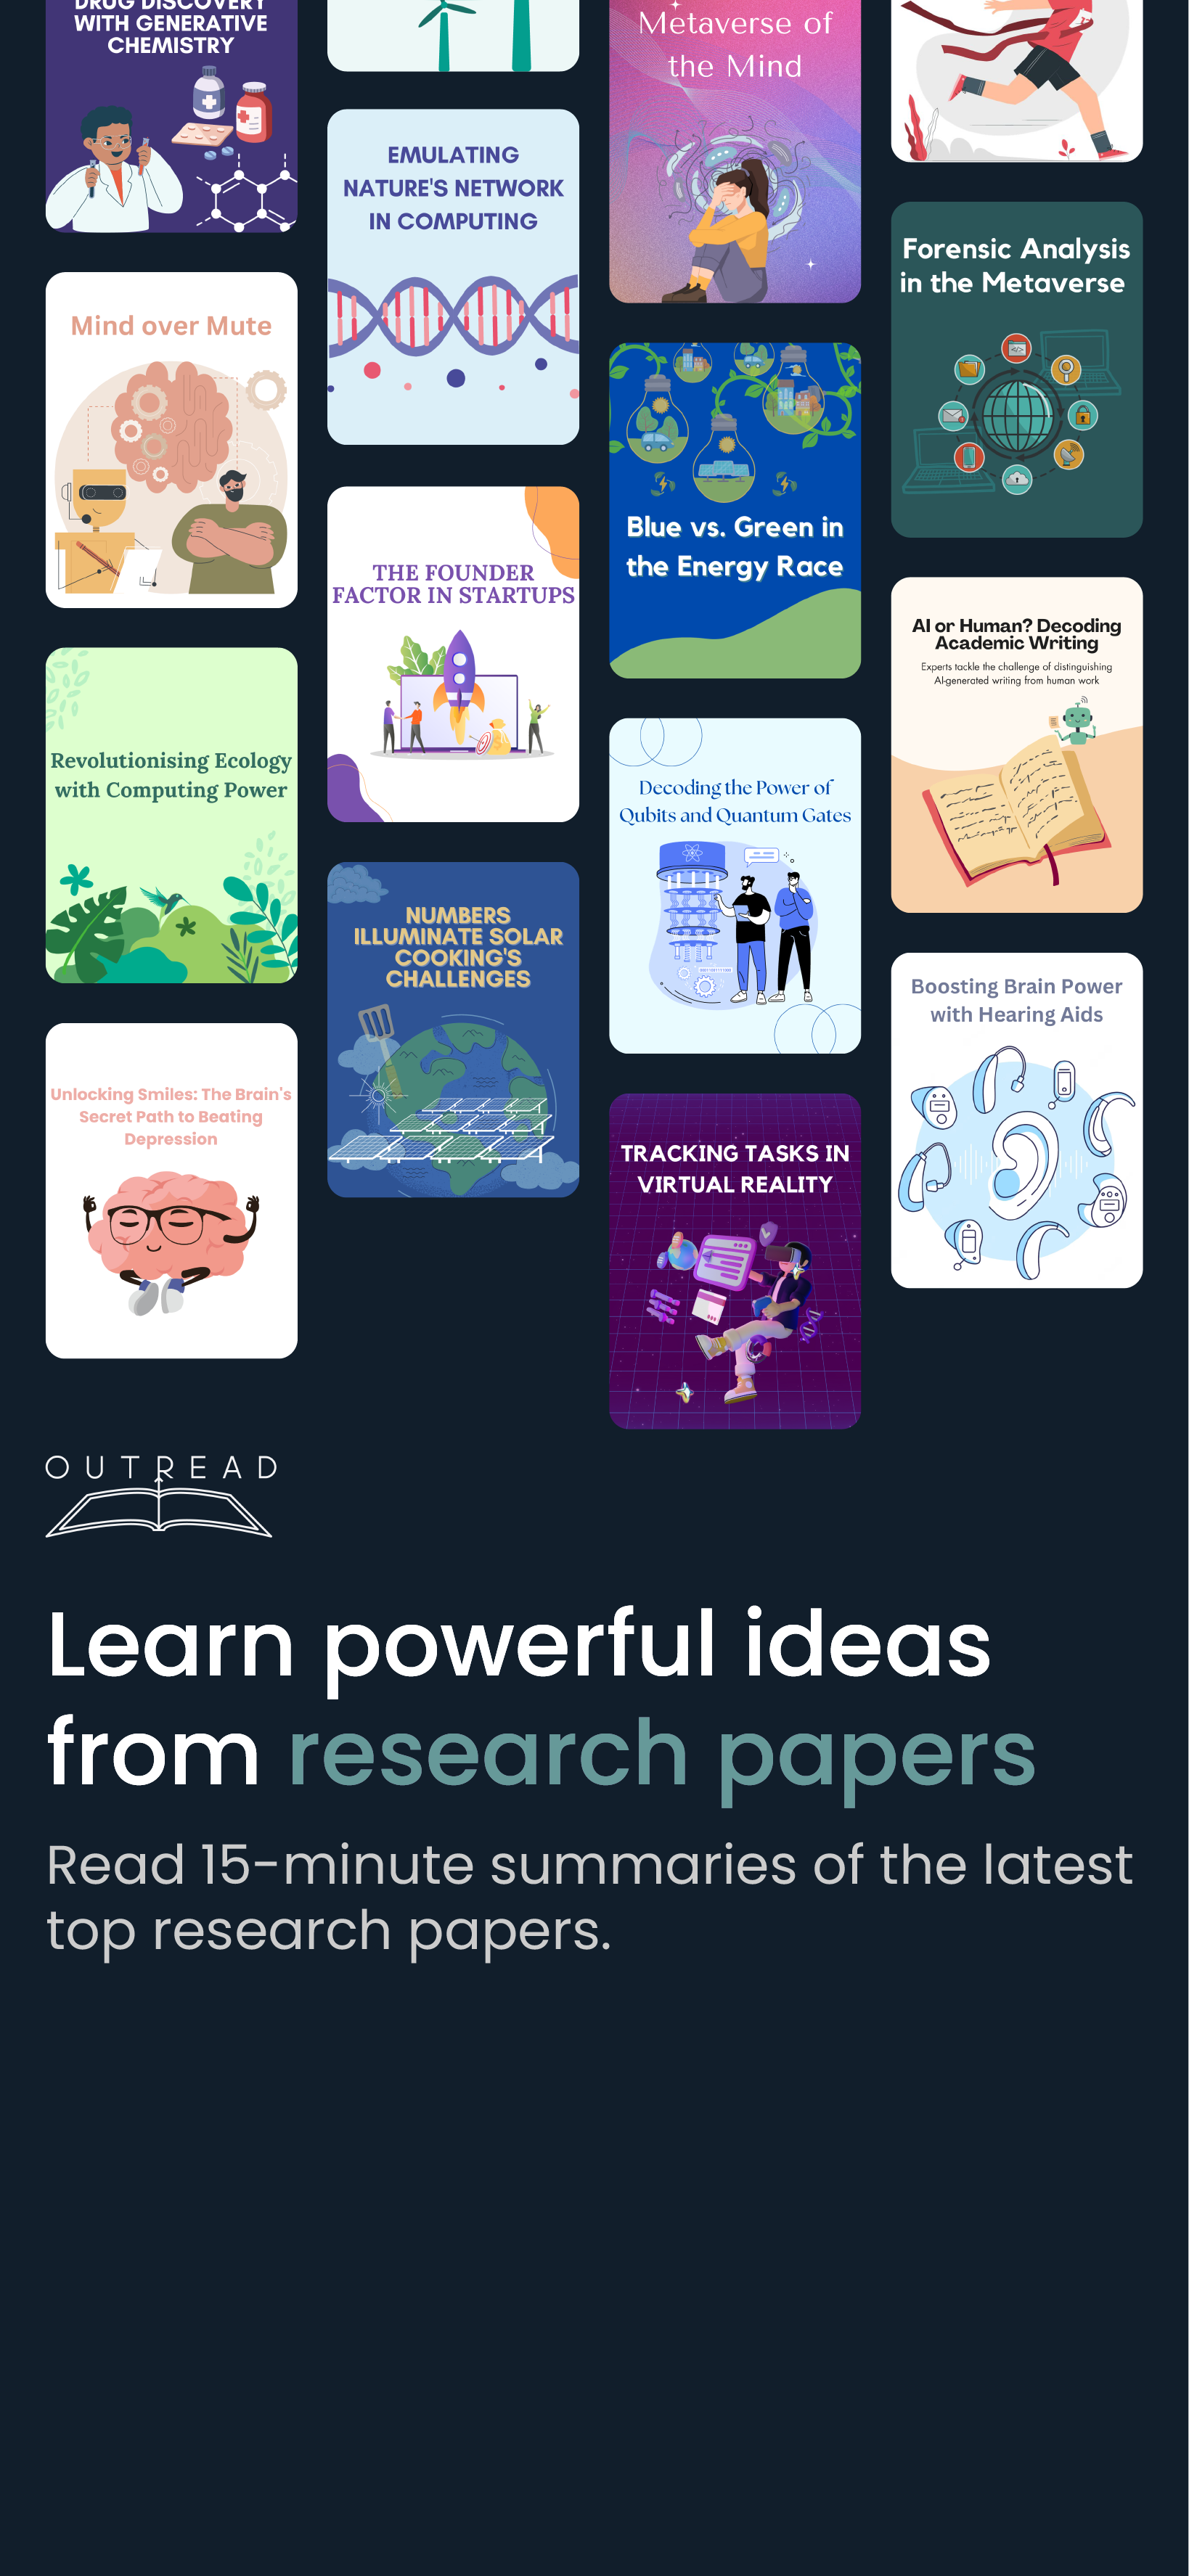 DRUG DISCOVERY
WITH GENERATIVE
CHEMISTRY
Mind over Mute
Revolutionising Ecology
with Computing Power
Unlocking Smiles: The Brain's
Secret Path to Beating
Depression
EMULATING
NATURE'S NETWORK
IN COMPUTING
THE FOUNDER
FACTOR IN STARTUPS
NUMBERS
ILLUMINATE SOLAR
COOKING'S
CHALLENGES
Metaverse of
the Mind
Blue vs. Green in
the Energy Race
Decoding the Power of
Qubits and Quantum Gates
TRACKING TASKS IN
VIRTUAL REALITY
Forensic Analysis
in the Metaverse
AI or Human? Decoding
Academic Writing
Experts tackle the challenge of distinguishing
AI-generated writing from human work
Boosting Brain Power
with Hearing Aids
OUTREAD
Learn powerful ideas
from research papers
Read 15-minute summaries of the latest
top research papers.